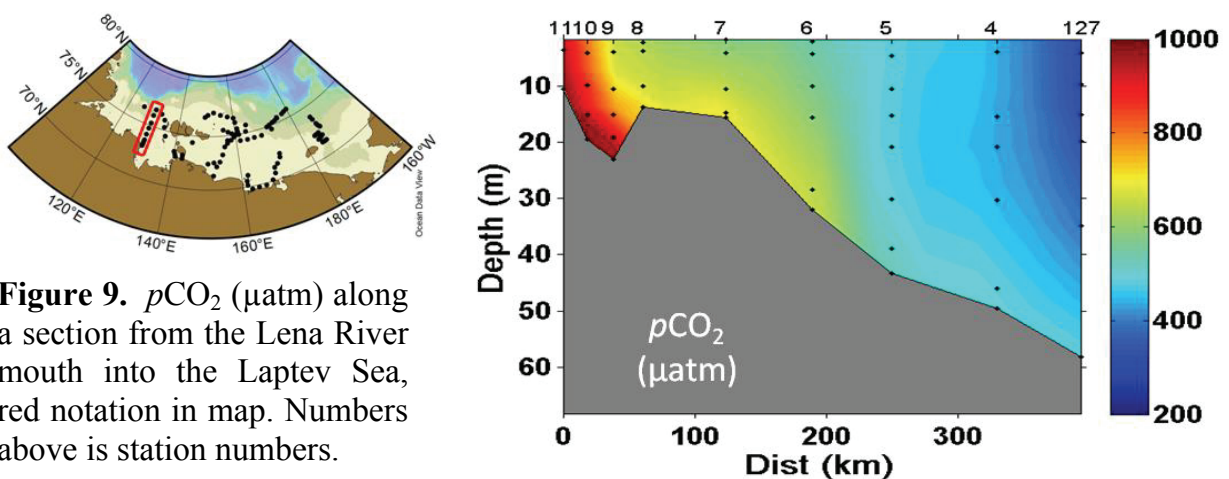 80°N
75°N
70°N
120°E
140°E
160°E
180°E
160°W
Ocean Data View
Figure 9. pCO₂ (µatm) along
a section from the Lena River
mouth into the Laptev Sea,
red notation in map. Numbers
above is station numbers.
11 10 9 8 7 6 5 4 127
10
20
30
40
50
60
Depth (m)
pCO₂
(µatm)
0 100 200 300
Dist (km)
1000
800
600
400
200